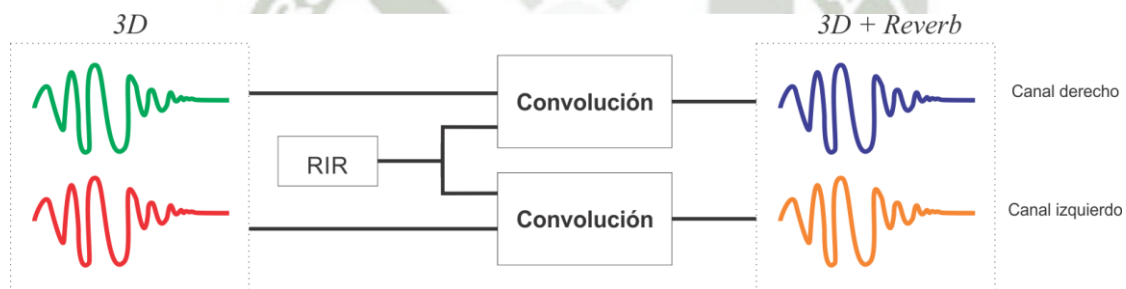 3D
3D + Reverb
Convolución
Canal derecho
RIR
Convolución
Canal izquierdo